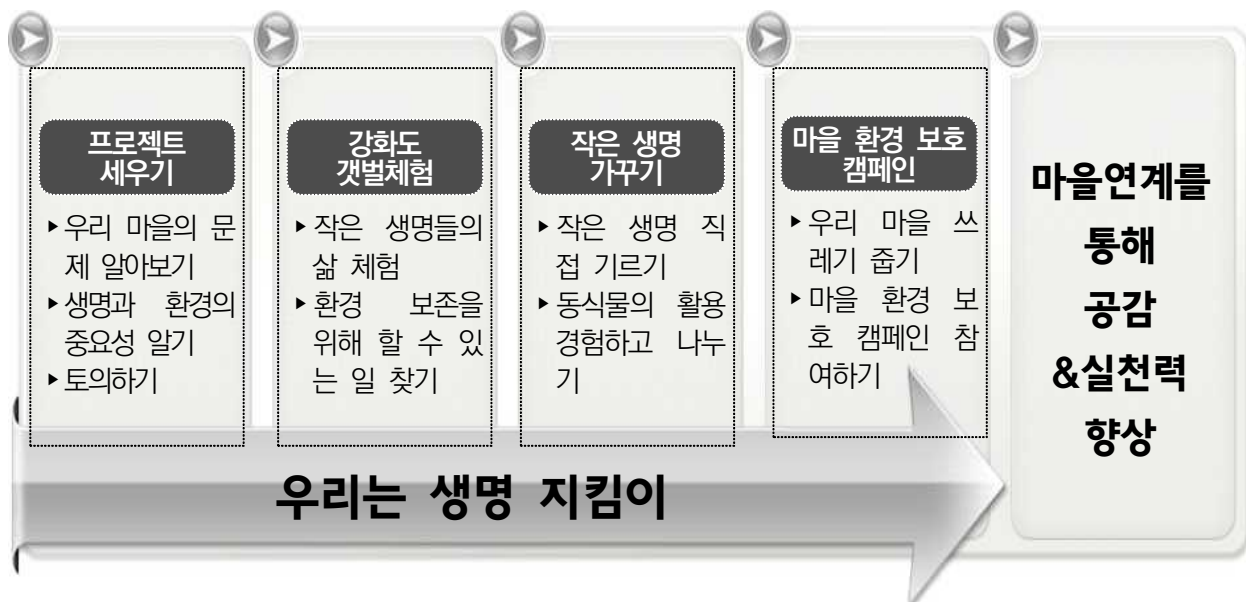 프로젝트
세우기
▸우리 마을의 문
제 알아보기
▸생명과 환경의
중요성 알기
▸토의하기
강화도
갯벌체험
▸작은 생명들의
삶 체험
▸환경 보존을
위해 할 수 있
는 일 찾기
작은 생명
가꾸기
▸작은 생명 직
접 기르기
▸동식물의 활용
경험하고 나누
기
마을 환경 보호
캠페인
▸우리 마을 쓰
레기 줍기
▸마을 환경 보
호 캠페인 참
여하기
마을연계를
통해
공감
&실천력
향상
우리는 생명 지킴이